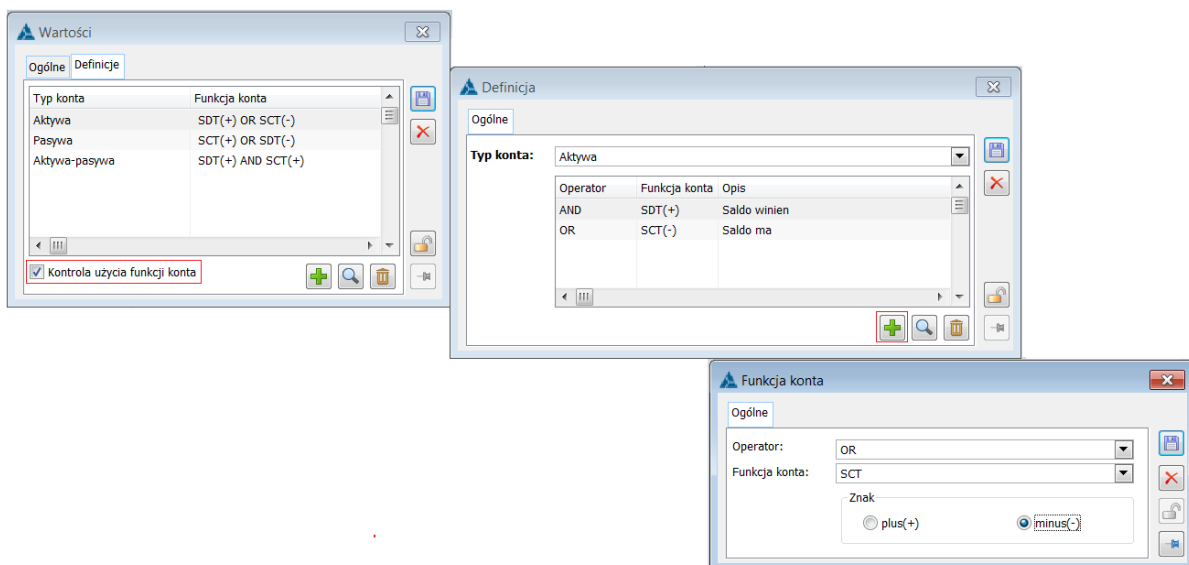 Wartości
Ogólne Definicje
Typ konta Funkcja konta
Aktywa SDT(+) OR SCT(-)
Pasywa SCT(+) OR SDT(-)
Aktywa-pasywa SDT(+) AND SCT(+)
Kontrola użycia funkcji konta
Definicja
Ogólne
Typ konta: Aktywa
Operator Funkcja konta Opis
AND SDT(+) Saldo winien
OR SCT(-) Saldo ma
Funkcja konta
Ogólne
Operator: OR
Funkcja konta: SCT
Znak
plus(+) minus(-)